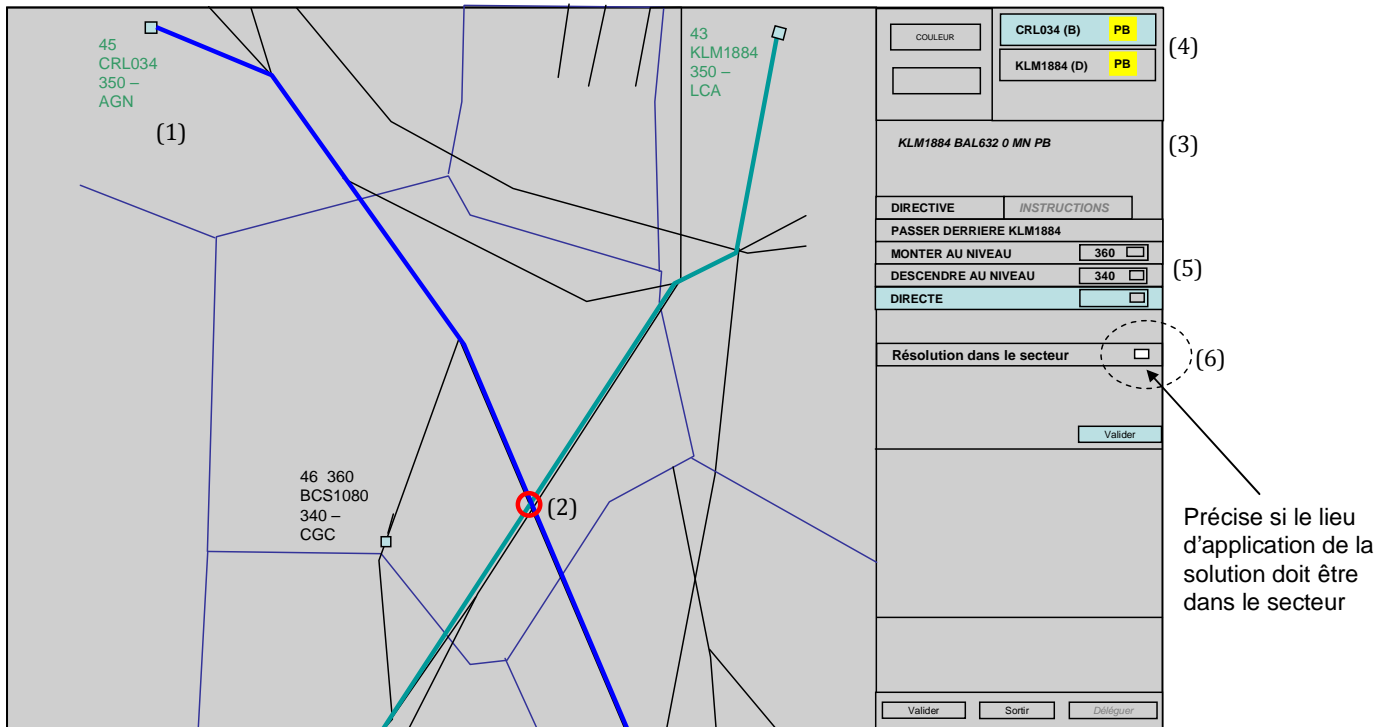 45
CRL034
350 –
AGN
(1)
43
KLM1884
350 –
LCA
46  360
BCS1080
340 –
CGC
(2)
COULEUR
CRL034 (B) PB
KLM1884 (D) PB
(4)
KLM1884 BAL632 0 MN PB
(3)
DIRECTIVE INSTRUCTIONS
PASSER DERRIERE KLM1884
MONTER AU NIVEAU 360
DESCENDRE AU NIVEAU 340
(5)
DIRECTE
Résolution dans le secteur
(6)
Valider
Précise si le lieu
d'application de la
solution doit être
dans le secteur
Valider Sortir Déléguer